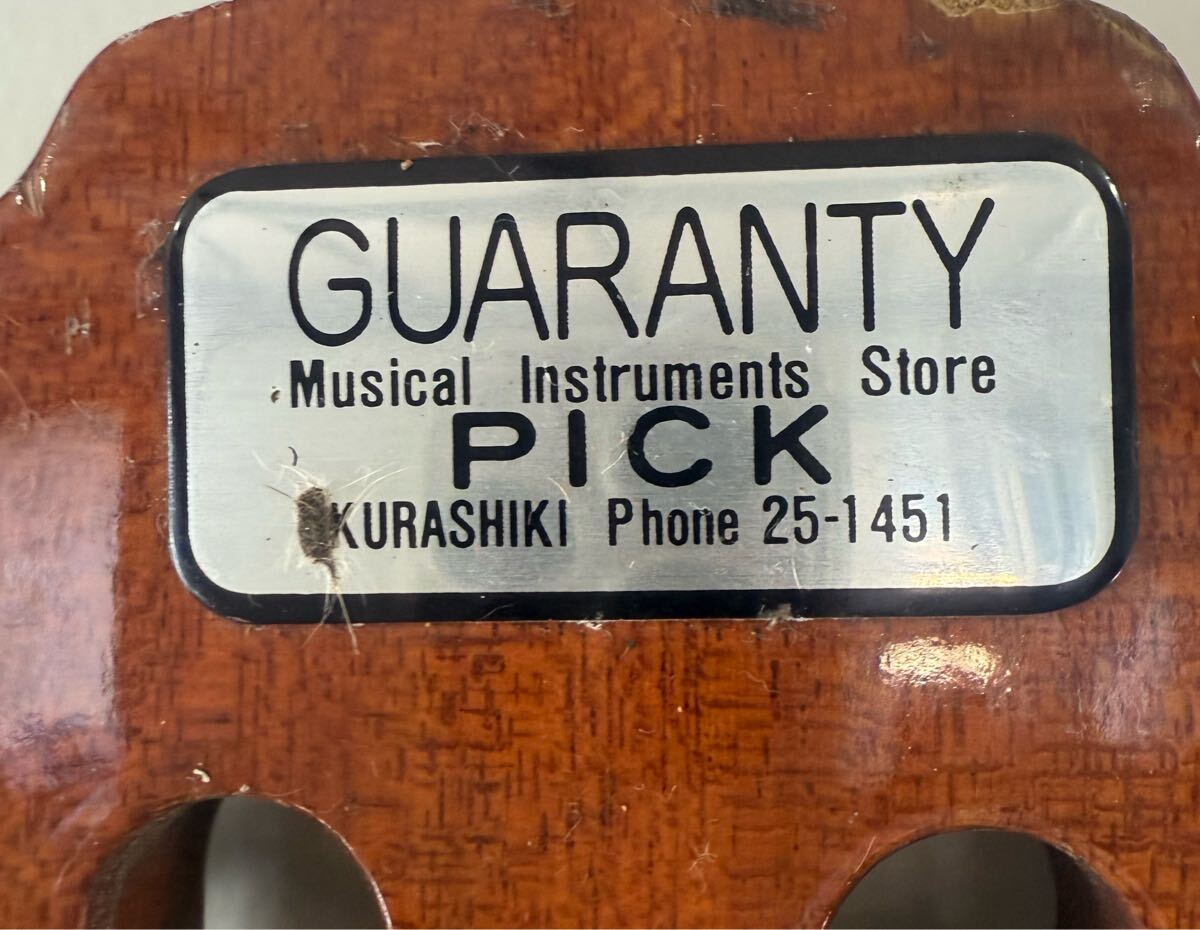 GUARANTY
Musical Instruments Store
PICK
KURASHIKI Phone 25-1451